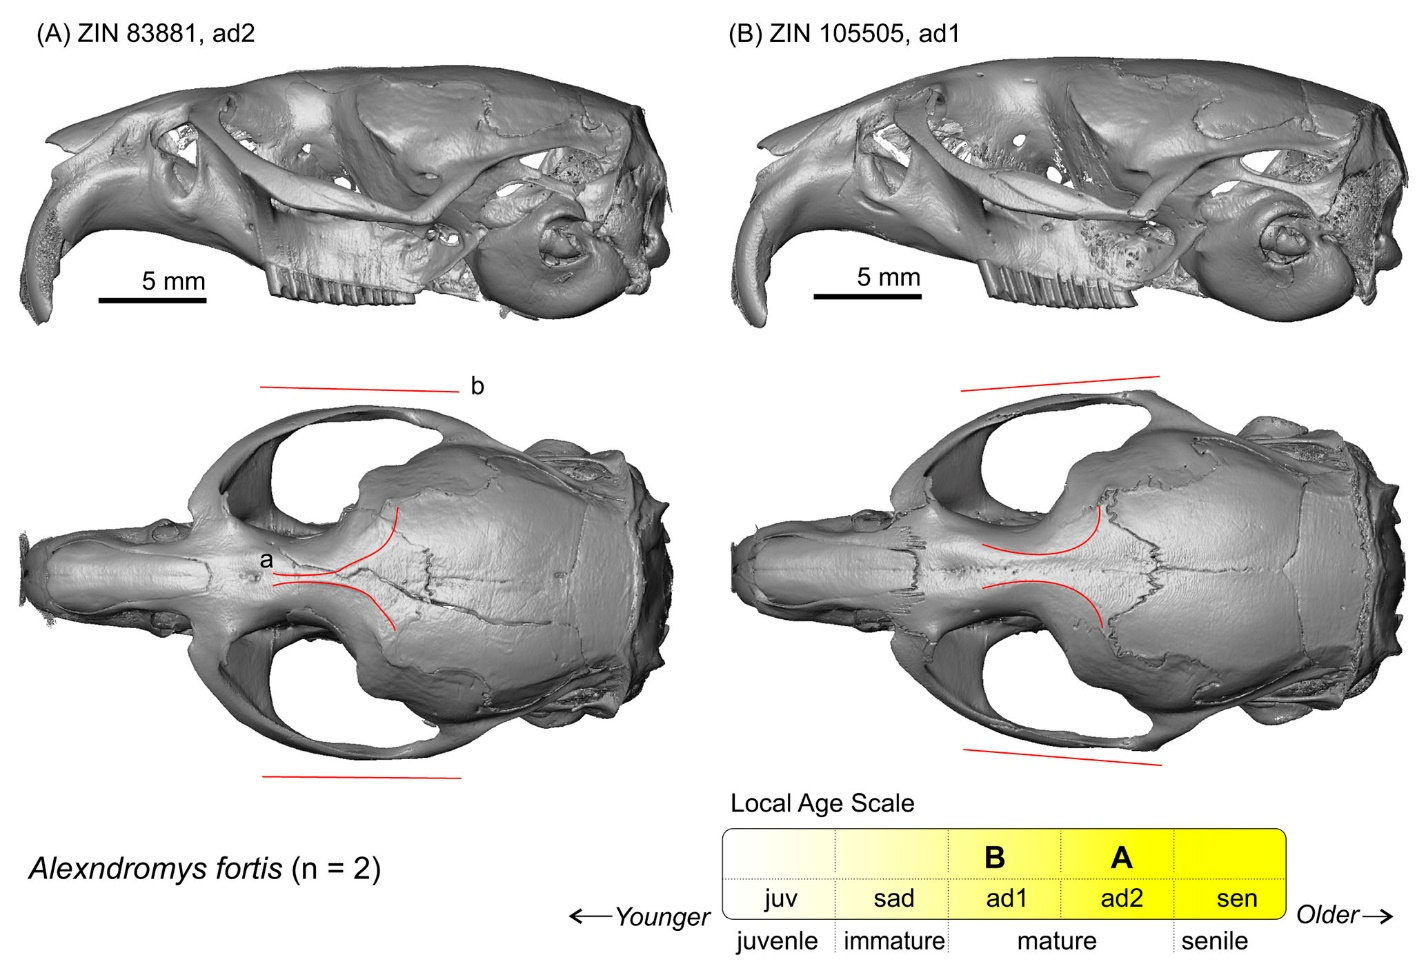 (A) ZIN 83881, ad2
(B) ZIN 105505, ad1
5 mm
5 mm
b
a
Local Age Scale
B
A
juv
sad
ad1
ad2
sen
Younger
Older
juvenle
immature
mature
senile
Alexndromys fortis (n = 2)